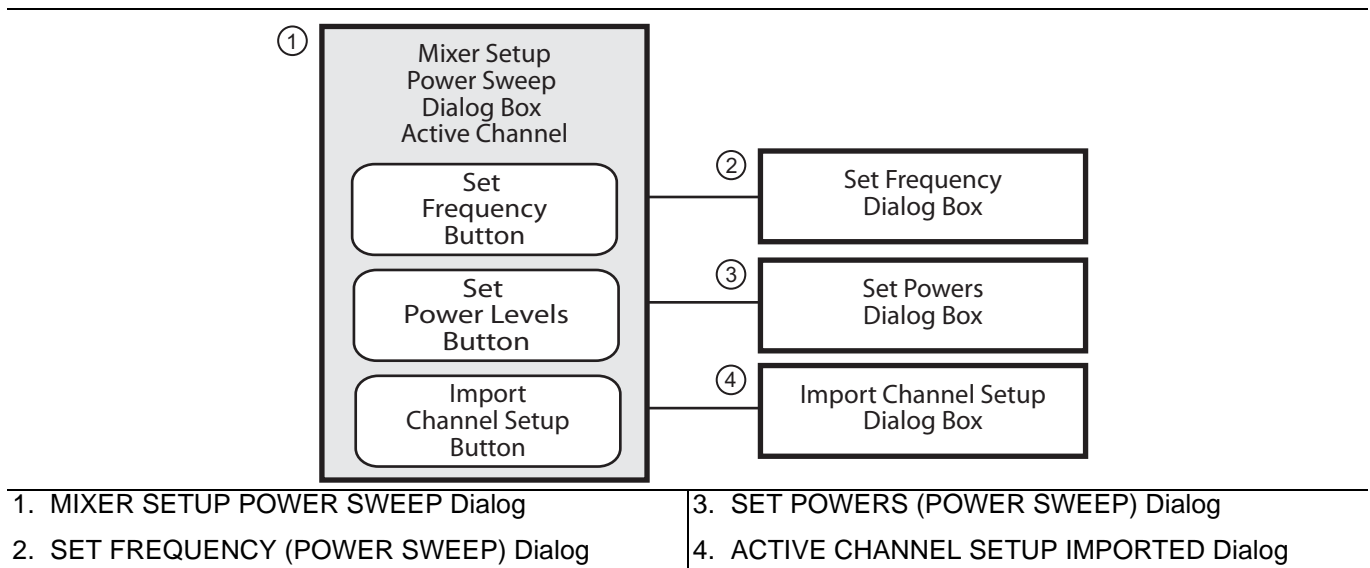 1
Mixer Setup
Power Sweep
Dialog Box
Active Channel
Set
Frequency
Button
2
Set Frequency
Dialog Box
Set
Power Levels
Button
3
Set Powers
Dialog Box
Import
Channel Setup
Button
4
Import Channel Setup
Dialog Box
1. MIXER SETUP POWER SWEEP Dialog
2. SET FREQUENCY (POWER SWEEP) Dialog
3. SET POWERS (POWER SWEEP) Dialog
4. ACTIVE CHANNEL SETUP IMPORTED Dialog